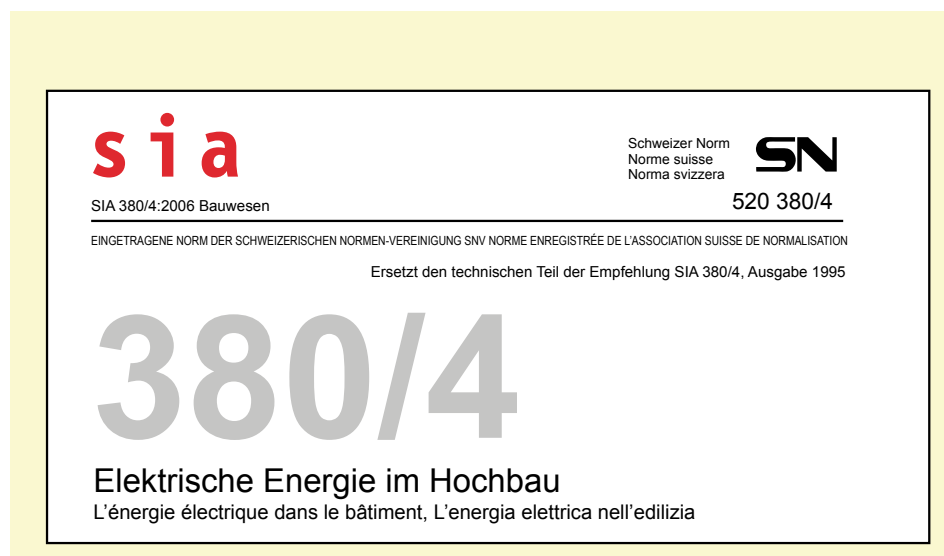 sia
Schweizer Norm
Norme suisse
Norma svizzera
SN
SIA 380/4:2006 Bauwesen
520 380/4
EINGETRAGENE NORM DER SCHWEIZERISCHEN NORMEN-VEREINIGUNG SNV NORME ENREGISTRÉE DE L'ASSOCIATION SUISSE DE NORMALISATION
Ersetzt den technischen Teil der Empfehlung SIA 380/4, Ausgabe 1995
380/4
Elektrische Energie im Hochbau
L'énergie électrique dans le bâtiment, L'energia elettrica nell'edilizia